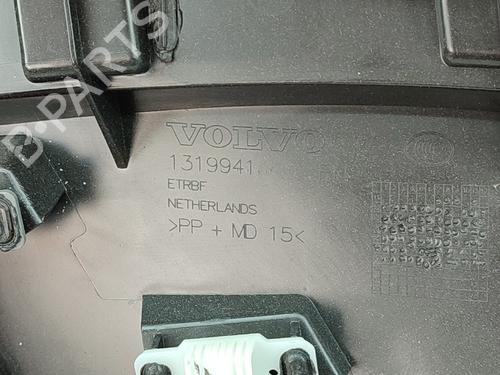 B-PARTS
VOLVO
1319941
ETRBF
NETHERLANDS
>PP + MD 15<